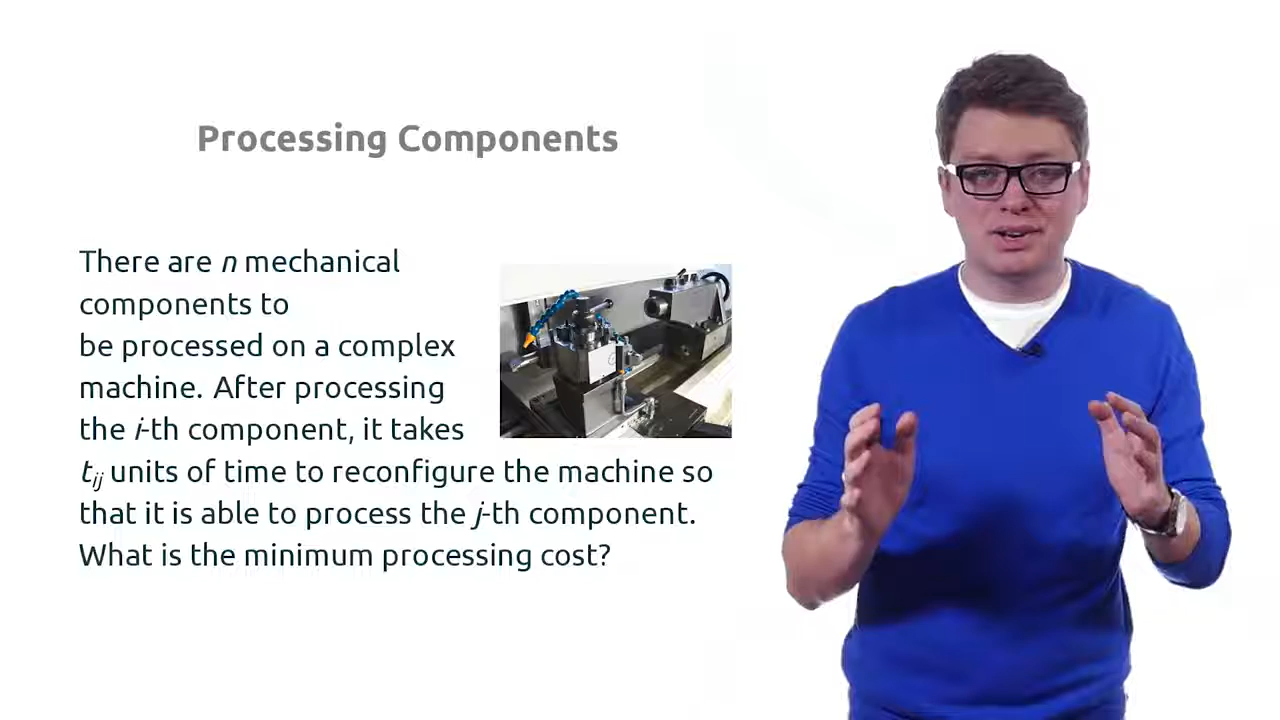 Processing Components
There are n mechanical
components to
be processed on a complex
machine. After processing
the i-th component, it takes
tij units of time to reconfigure the machine so
that it is able to process the j-th component.
What is the minimum processing cost?